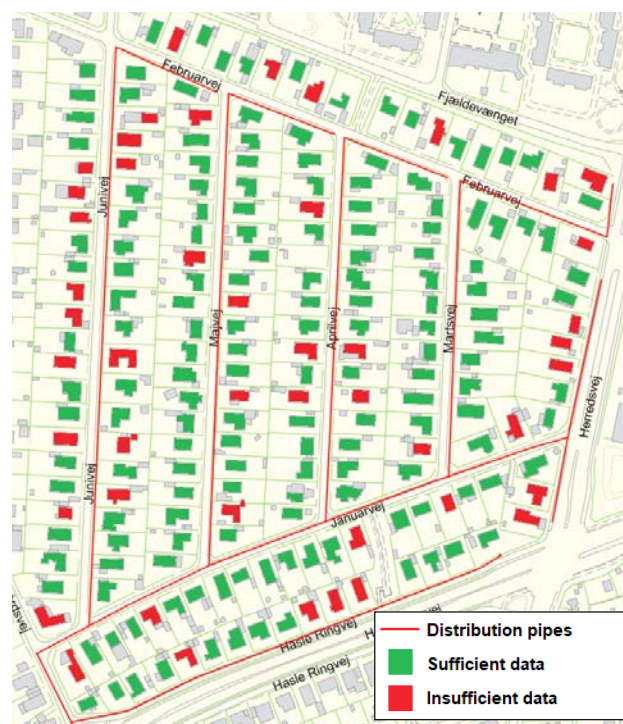 Februarvej
Fjældevænget
Junivej
Februarvej
Majvej
Aprilvej
Martsvej
Herredsvej
Junivej
Januarvej
Hasle Ringvej
Hasle Ringvej
Distribution pipes
Sufficient data
Insufficient data